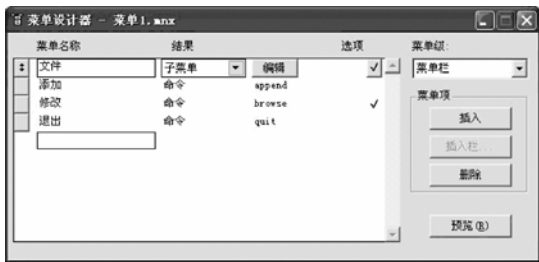 菜单设计器 - 菜单1.mnx
菜单名称 结果 选项 菜单级:
文件 子菜单 编辑 √ 菜单栏
添加 命令 append
修改 命令 browse √
退出 命令 quit
菜单项
插入
插入栏...
删除
预览(R)